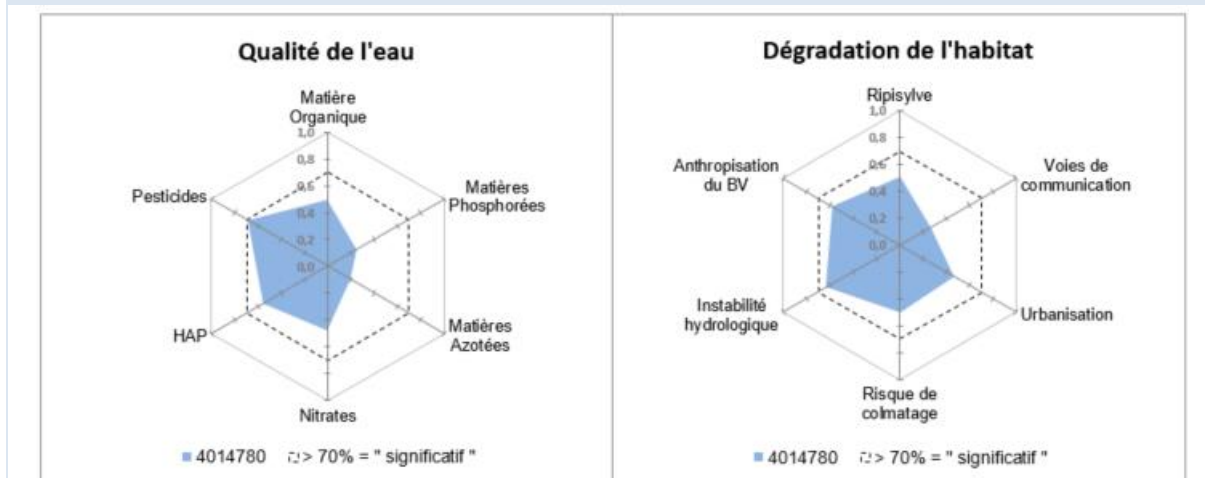 Qualité de l'eau
Matière
Organique
1,0
0,8
0,6
0,4
0,2
0,0
Pesticides
Matières
Phosphorées
HAP
Matières
Azotées
Nitrates
4014780 > 70% = " significatif "
Dégradation de l'habitat
Ripisylve
1,0
0,8
0,6
0,4
0,2
0,0
Anthropisation
du BV
Voies de
communication
Instabilité
hydrologique
Urbanisation
Risque de
colmatage
4014780 > 70% = " significatif "